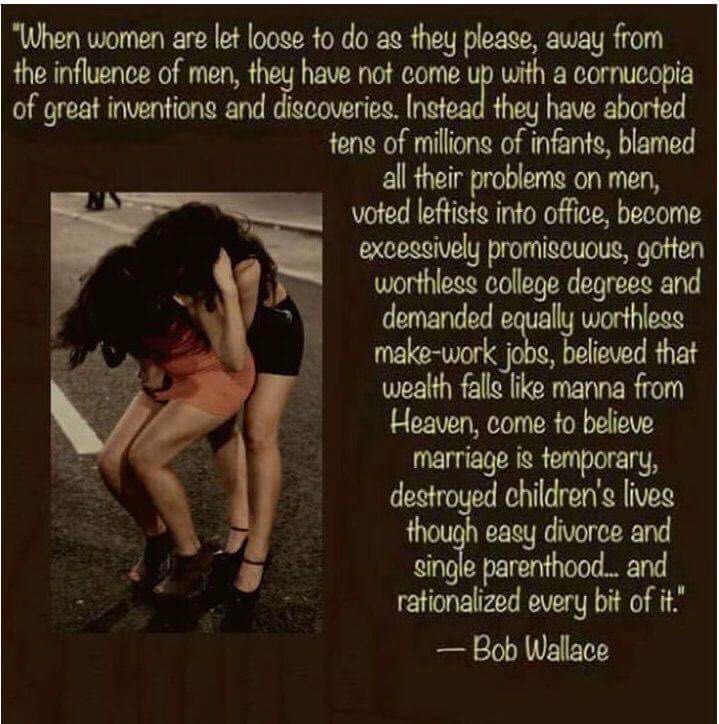 "When women are let loose to do as they please, away from
the influence of men, they have not come up with a cornucopia
of great inventions and discoveries. Instead they have aborted
tens of millions of infants, blamed
all their problems on men,
voted leftists into office, become
excessively promiscuous, gotten
worthless college degrees and
demanded equally worthless
make-work jobs, believed that
wealth falls like manna from
Heaven, come to believe
marriage is temporary,
destroyed children's lives
though easy divorce and
single parenthood... and
rationalized every bit of it."
— Bob Wallace